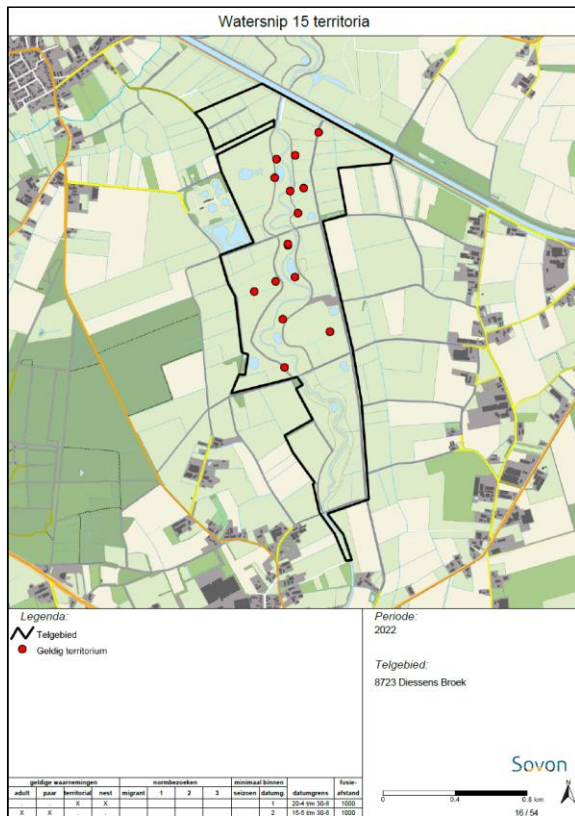 Watersnip 15 territoria
Legenda:
Telgebied
Geldig territorium
Periode:
2022
Telgebied:
8723 Diessens Broek
Sovon
N
0 0.4 0.8 km
16 / 54
geldige waarnemingen normbezoeken minimaal binnen fusie-
adult paar territoriaal nest migrant 1 2 3 seizoen datumg. datumgrens afstand
. . X X . 1 20-4 t/m 30-6 1000
X X . . . 2 15-5 t/m 30-6 1000